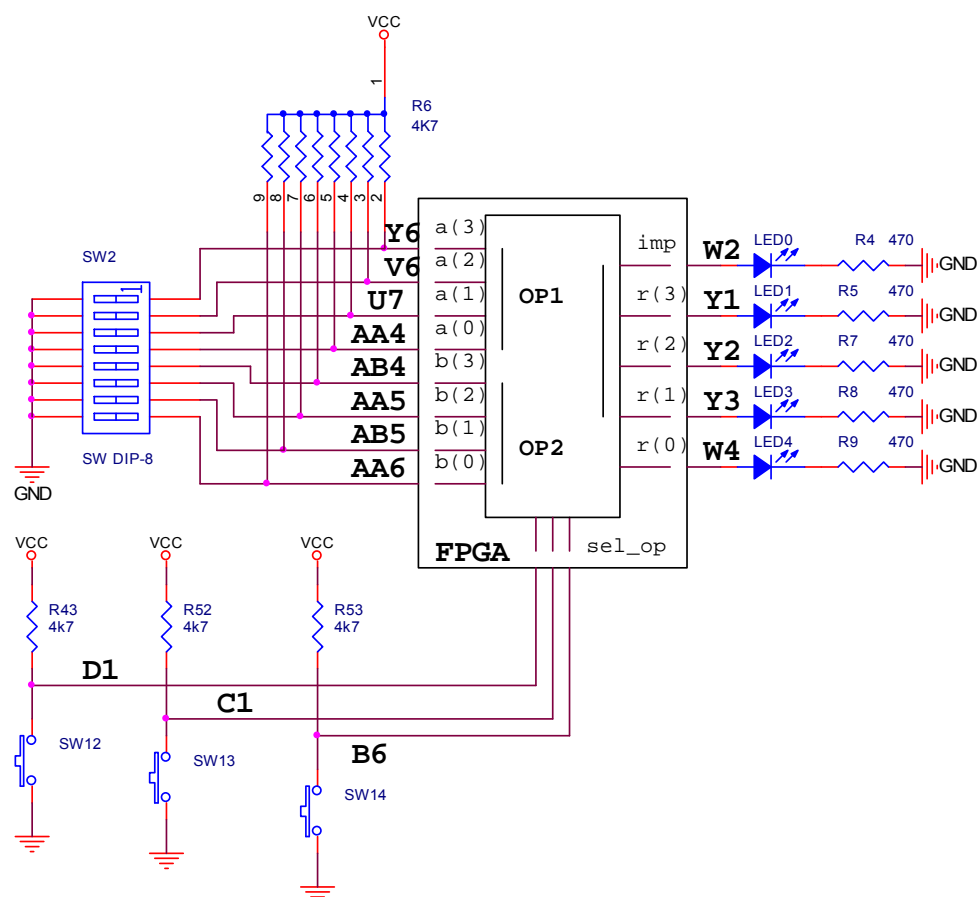 VCC
1
R6
4K7
9
8
7
6
5
4
3
2
SW2
1
SW DIP-8
GND
Y6
V6
U7
AA4
AB4
AA5
AB5
AA6
a(3)
a(2)
a(1)
a(0)
b(3)
b(2)
b(1)
b(0)
OP1
OP2
imp
r(3)
r(2)
r(1)
r(0)
FPGA
sel_op
W2
Y1
Y2
Y3
W4
LED0
R4 470
GND
LED1
R5 470
GND
LED2
R7 470
GND
LED3
R8 470
GND
LED4
R9 470
GND
VCC
VCC
VCC
R43
4k7
R52
4k7
R53
4k7
D1
C1
B6
SW12
SW13
SW14